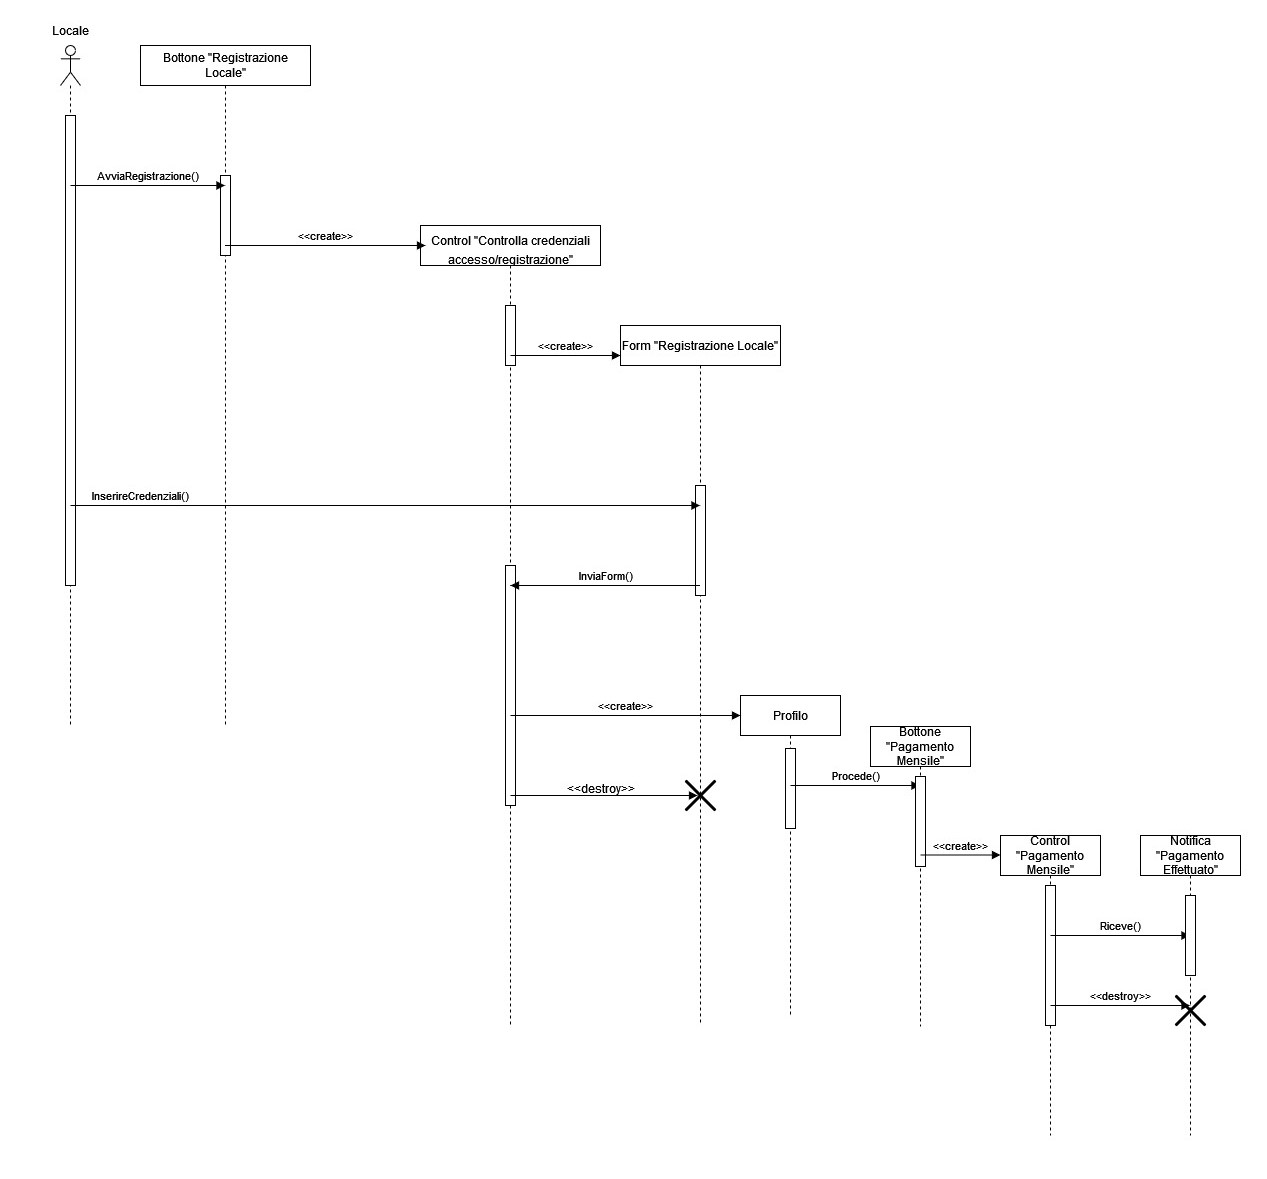 Locale
Bottone "Registrazione
Locale"
AvviaRegistrazione()
<<create>>
Control "Controlla credenziali
accesso/registrazione"
<<create>>
Form "Registrazione Locale"
InserireCredenziali()
InviaForm()
<<create>>
Profilo
Bottone
"Pagamento
Mensile"
Procede()
<<destroy>>
<<create>>
Control
"Pagamento
Mensile"
Notifica
"Pagamento
Effettuato"
Riceve()
<<destroy>>